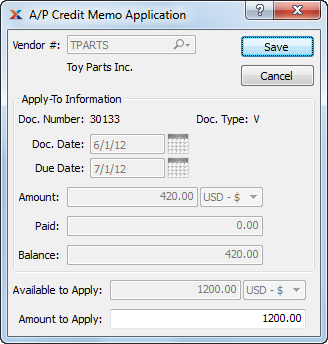 A/P Credit Memo Application
Vendor #: TPARTS Save
Toy Parts Inc. Cancel
Apply-To Information
Doc. Number: 30133 Doc. Type: V
Doc. Date: 6/1/12
Due Date: 7/1/12
Amount: 420.00 USD - $
Paid: 0.00
Balance: 420.00
Available to Apply: 1200.00 USD - $
Amount to Apply: 1200.00